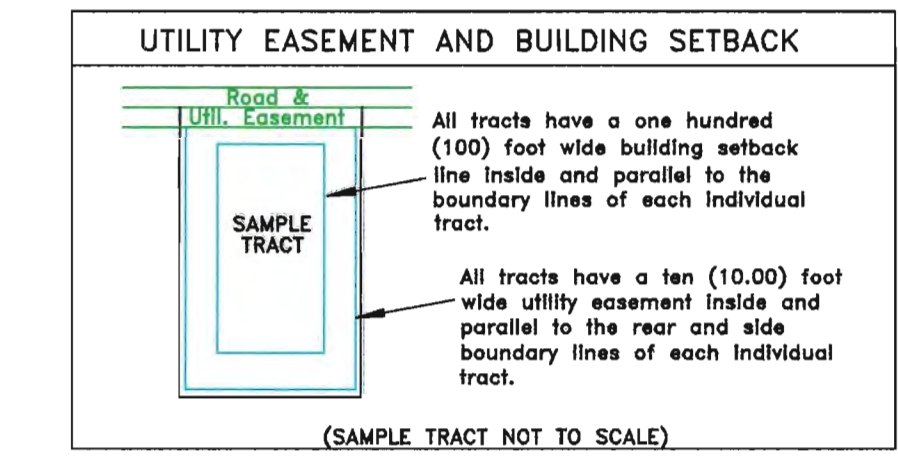 UTILITY EASEMENT AND BUILDING SETBACK
Road &
Util. Easement
All tracts have a one hundred
(100) foot wide building setback
line inside and parallel to the
boundary lines of each individual
tract.
SAMPLE
TRACT
All tracts have a ten (10.00) foot
wide utility easement inside and
parallel to the rear and side
boundary lines of each individual
tract.
(SAMPLE TRACT NOT TO SCALE)